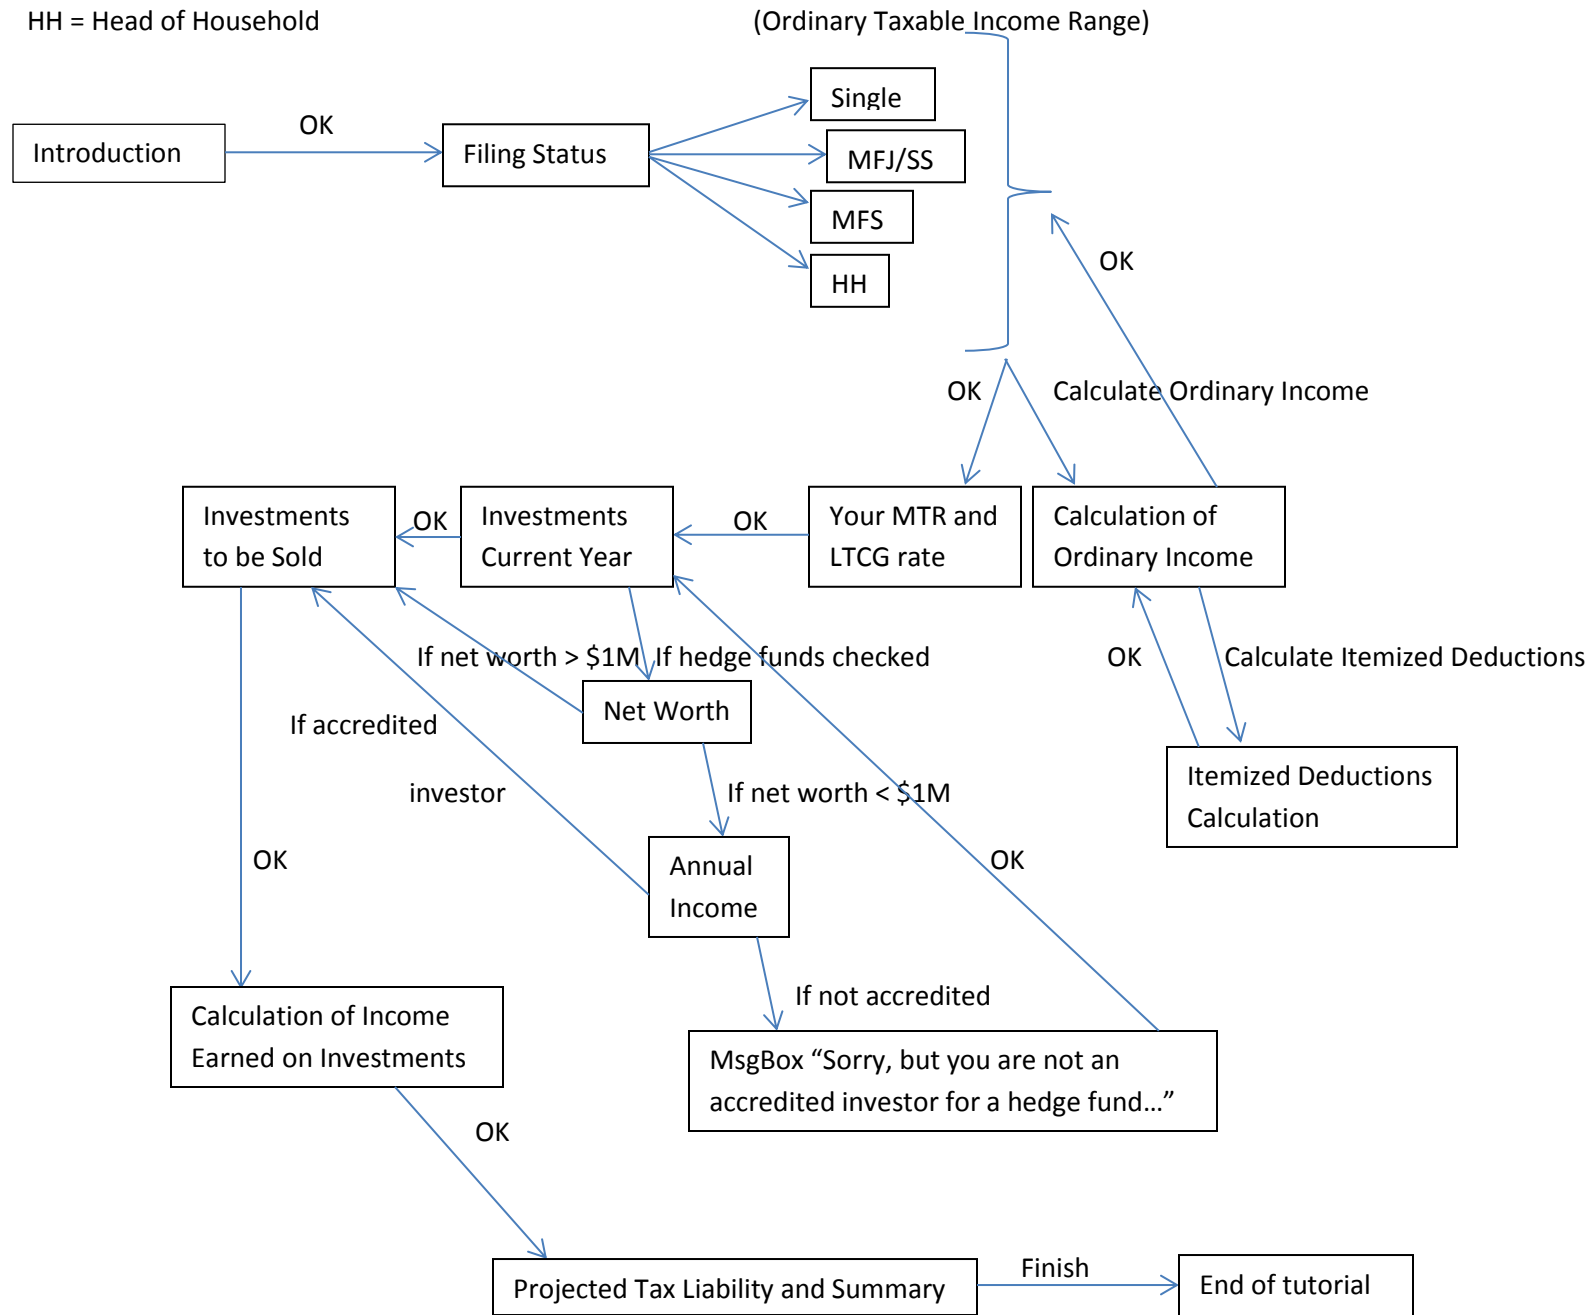 HH = Head of Household
(Ordinary Taxable Income Range)
Single
OK
Introduction
Filing Status
MFJ/SS
MFS
OK
HH
OK
Calculate Ordinary Income
Investments
to be Sold
OK
Investments
Current Year
OK
Your MTR and
LTCG rate
Calculation of
Ordinary Income
If net worth > $1M
If hedge funds checked
OK
Calculate Itemized Deductions
Net Worth
If accredited
investor
If net worth < $1M
Itemized Deductions
Calculation
OK
Annual
Income
OK
If not accredited
Calculation of Income
Earned on Investments
MsgBox “Sorry, but you are not an
accredited investor for a hedge fund…”
OK
Projected Tax Liability and Summary
Finish
End of tutorial